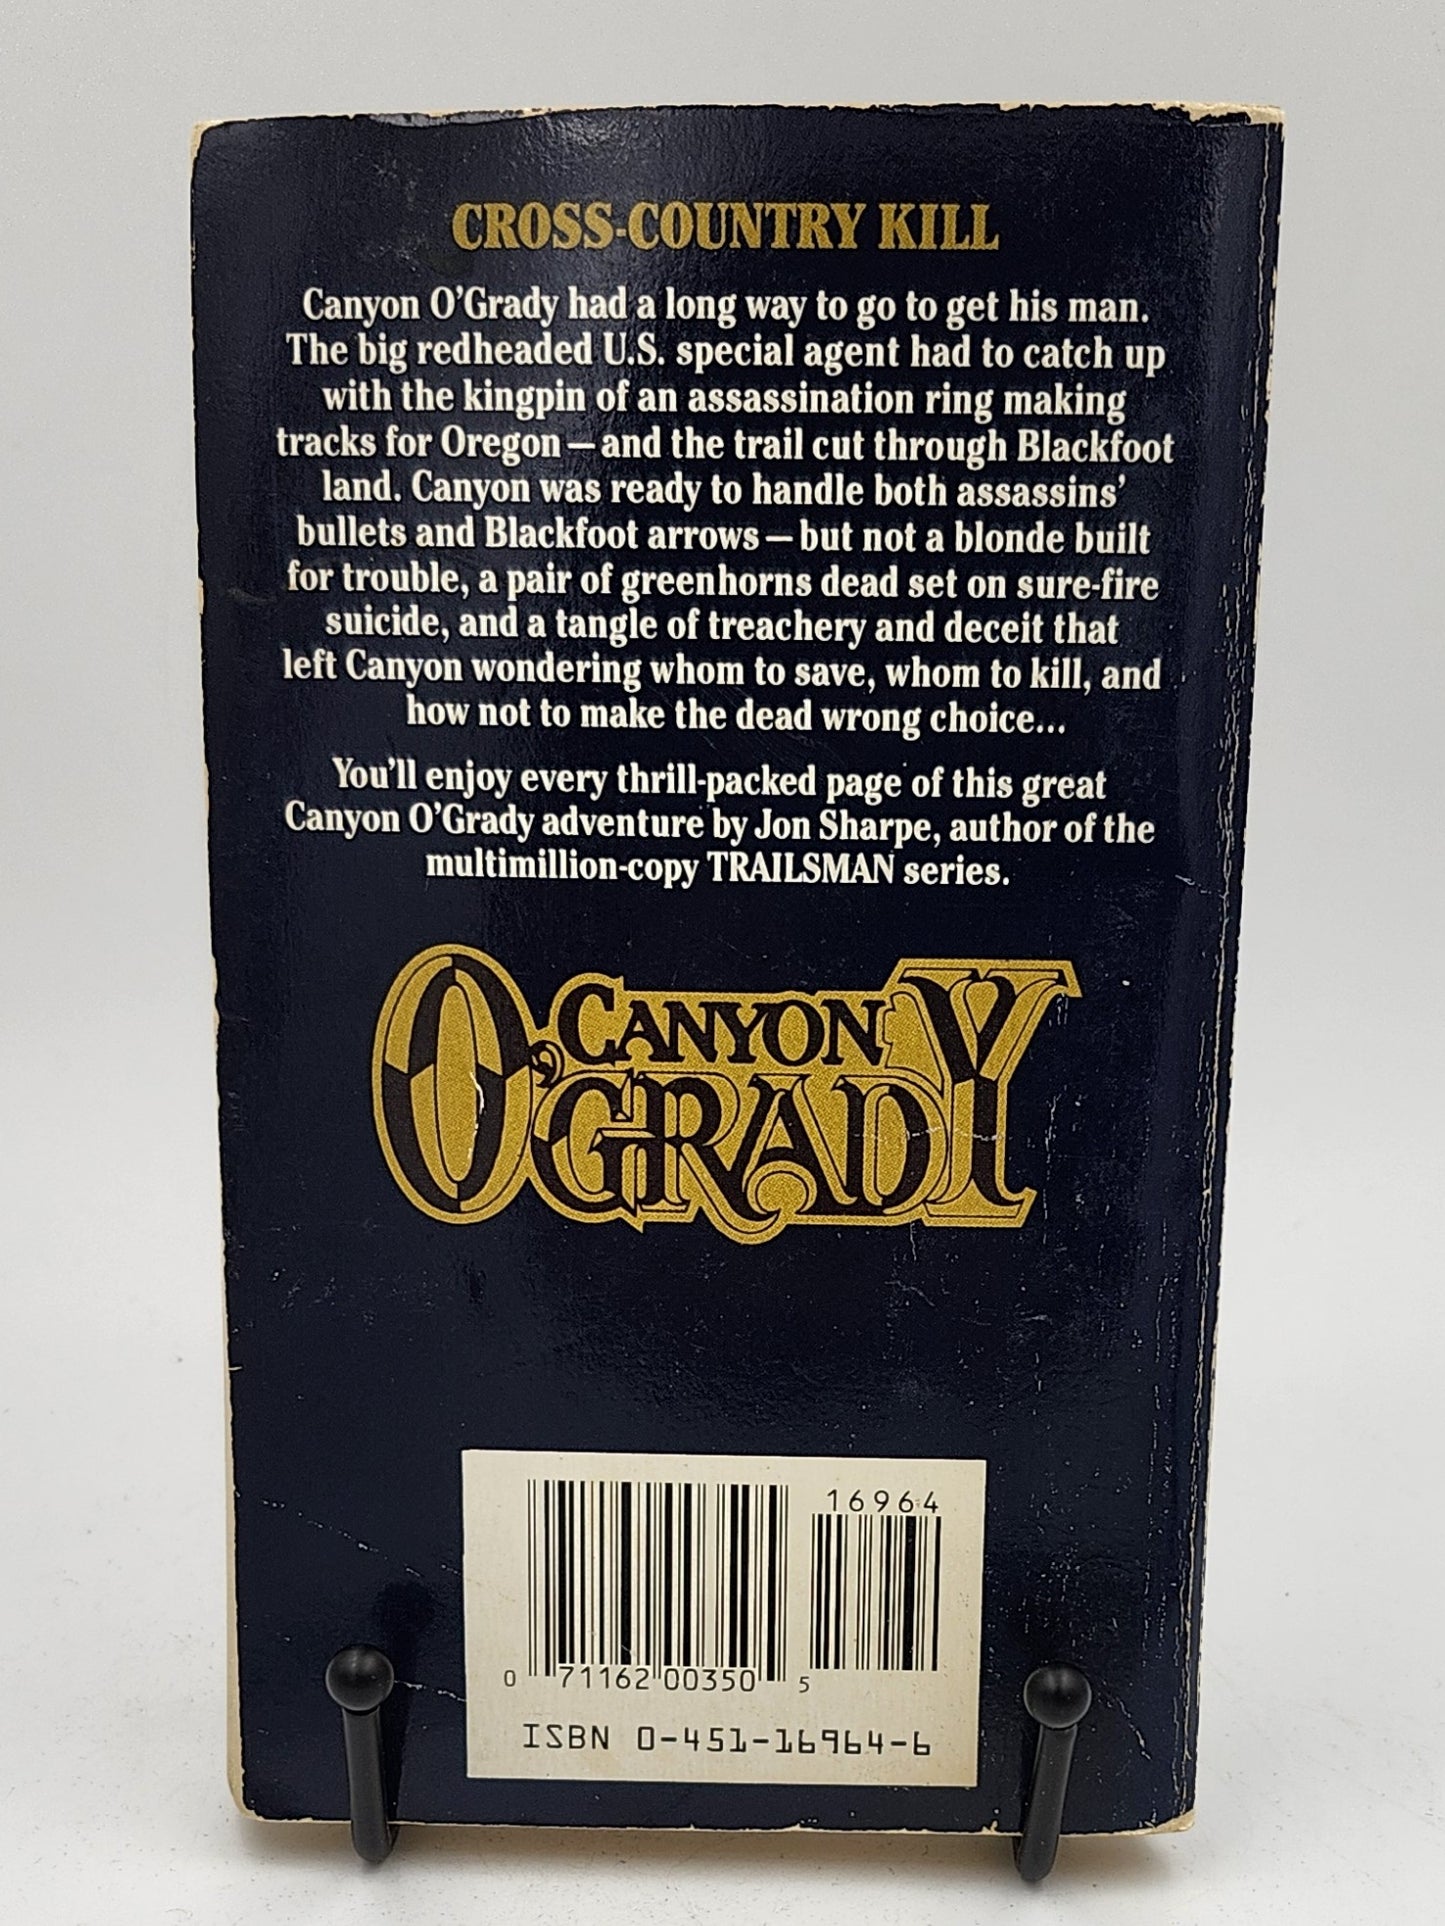 CROSS-COUNTRY KILL
Canyon O'Grady had a long way to go to get his man.
The big redheaded U.S. special agent had to catch up
with the kingpin of an assassination ring making
tracks for Oregon—and the trail cut through Blackfoot
land. Canyon was ready to handle both assassins'
bullets and Blackfoot arrows—but not a blonde built
for trouble, a pair of greenhorns dead set on sure-fire
suicide, and a tangle of treachery and deceit that
left Canyon wondering whom to save, whom to kill, and
how not to make the dead wrong choice...
You'll enjoy every thrill-packed page of this great
Canyon O'Grady adventure by Jon Sharpe, author of the
multimillion-copy TRAILSMAN series.
CANYON
O'GRADY
16964
0 71162 00350 5
ISBN 0-451-16964-6